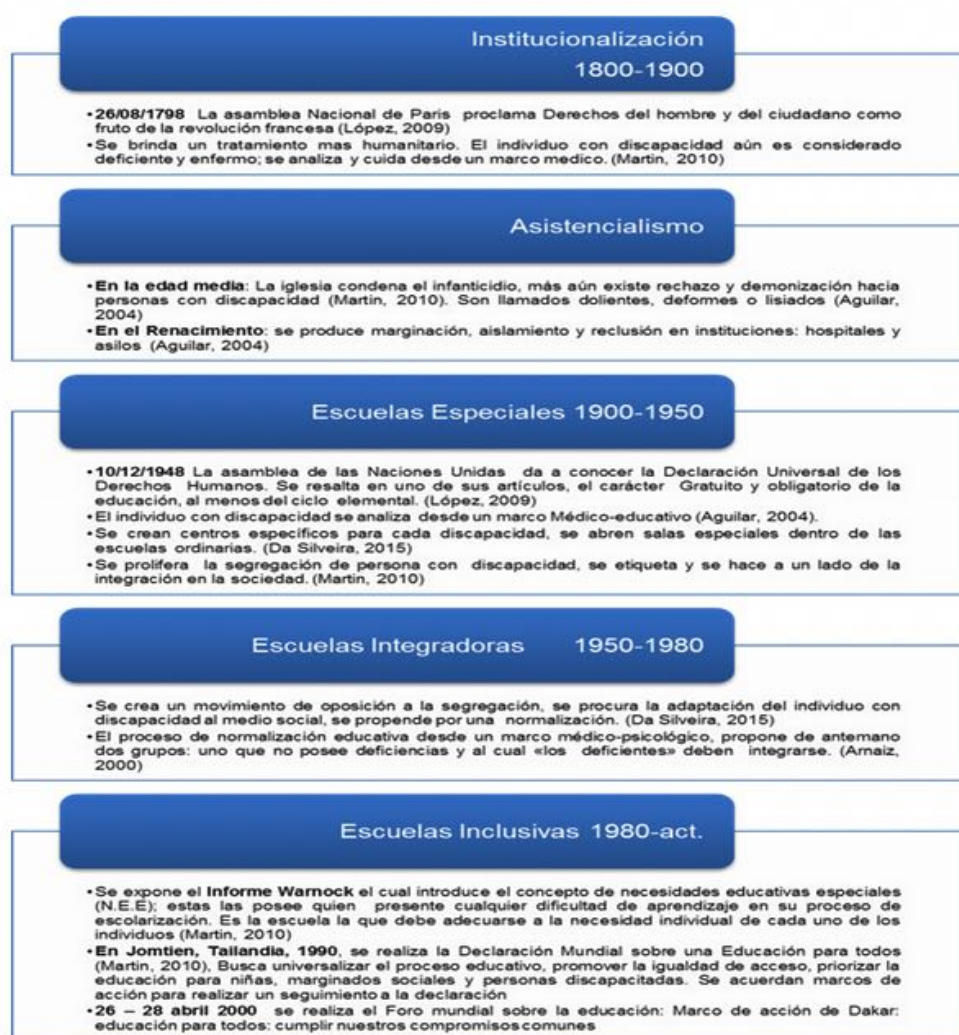 Institucionalización
1800-1900
•26/08/1798 La asamblea Nacional de Paris proclama Derechos del hombre y del ciudadano como
fruto de la revolución francesa (López, 2009)
•Se brinda un tratamiento mas humanitario. El individuo con discapacidad aún es considerado
deficiente y enfermo; se analiza y cuida desde un marco medico. (Martin, 2010)
Asistencialismo
•En la edad media: La iglesia condena el infanticidio, más aún existe rechazo y demonización hacia
personas con discapacidad (Martin, 2010). Son llamados dolientes, deformes o lisiados (Aguilar,
2004)
•En el Renacimiento: se produce marginación, aislamiento y reclusión en instituciones: hospitales y
asilos (Aguilar, 2004)
Escuelas Especiales 1900-1950
•10/12/1948 La asamblea de las Naciones Unidas da a conocer la Declaración Universal de los
Derechos Humanos. Se resalta en uno de sus artículos, el carácter Gratuito y obligatorio de la
educación, al menos del ciclo elemental. (López, 2009)
•El individuo con discapacidad se analiza desde un marco Médico-educativo (Aguilar, 2004).
•Se crean centros específicos para cada discapacidad, se abren salas especiales dentro de las
escuelas ordinarias. (Da Silveira, 2015)
•Se prolifera la segregación de persona con discapacidad, se etiqueta y se hace a un lado de la
integración en la sociedad. (Martin, 2010)
Escuelas Integradoras 1950-1980
•Se crea un movimiento de oposición a la segregación, se procura la adaptación del individuo con
discapacidad al medio social, se propende por una normalización. (Da Silveira, 2015)
•El proceso de normalización educativa desde un marco médico-psicológico, propone de antemano
dos grupos: uno que no posee deficiencias y al cual «los deficientes» deben integrarse. (Arnaiz,
2000)
Escuelas Inclusivas 1980-act.
•Se expone el Informe Warnock el cual introduce el concepto de necesidades educativas especiales
(N.E.E); estas las posee quien presente cualquier dificultad de aprendizaje en su proceso de
escolarización. Es la escuela la que debe adecuarse a la necesidad individual de cada uno de los
individuos (Martin, 2010)
•En Jomtien, Tailandia, 1990, se realiza la Declaración Mundial sobre una Educación para todos
(Martin, 2010), Busca universalizar el proceso educativo, promover la igualdad de acceso, priorizar la
educación para niñas, marginados sociales y personas discapacitadas. Se acuerdan marcos de
acción para realizar un seguimiento a la declaración
•26 – 28 abril 2000 se realiza el Foro mundial sobre la educación: Marco de acción de Dakar:
educación para todos: cumplir nuestros compromisos comunes